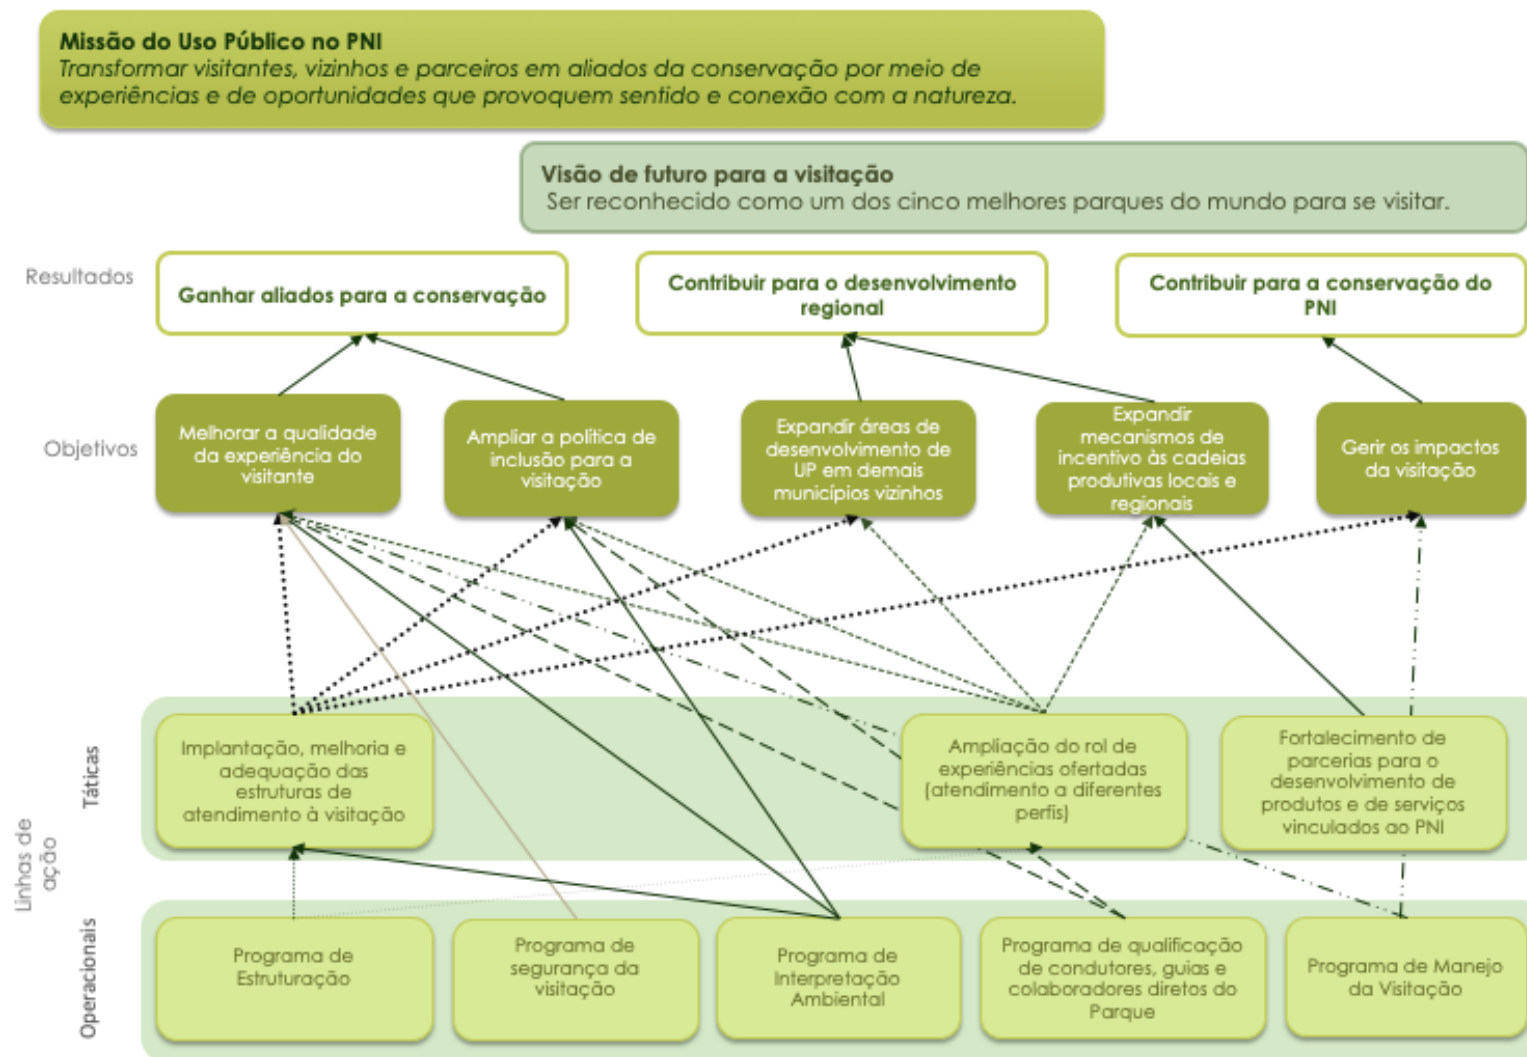 Missão do Uso Público no PNI
Transformar visitantes, vizinhos e parceiros em aliados da conservação por meio de
experiências e de oportunidades que provoquem sentido e conexão com a natureza.
Visão de futuro para a visitação
Ser reconhecido como um dos cinco melhores parques do mundo para se visitar.
Resultados
Ganhar aliados para a conservação
Contribuir para o desenvolvimento
regional
Contribuir para a conservação do
PNI
Objetivos
Melhorar a qualidade
da experiência do
visitante
Ampliar a política de
inclusão para a
visitação
Expandir áreas de
desenvolvimento de
UP em demais
municípios vizinhos
Expandir
mecanismos de
incentivo às cadeias
produtivas locais e
regionais
Gerir os impactos
da visitação
Linhas de
ação
Táticas
Implantação, melhoria e
adequação das
estruturas de
atendimento à visitação
Ampliação do rol de
experiências ofertadas
(atendimento a diferentes
perfis)
Fortalecimento de
parcerias para o
desenvolvimento de
produtos e de serviços
vinculados ao PNI
Operacionais
Programa de
Estruturação
Programa de
segurança da
visitação
Programa de
Interpretação
Ambiental
Programa de qualificação
de condutores, guias e
colaboradores diretos do
Parque
Programa de Manejo
da Visitação